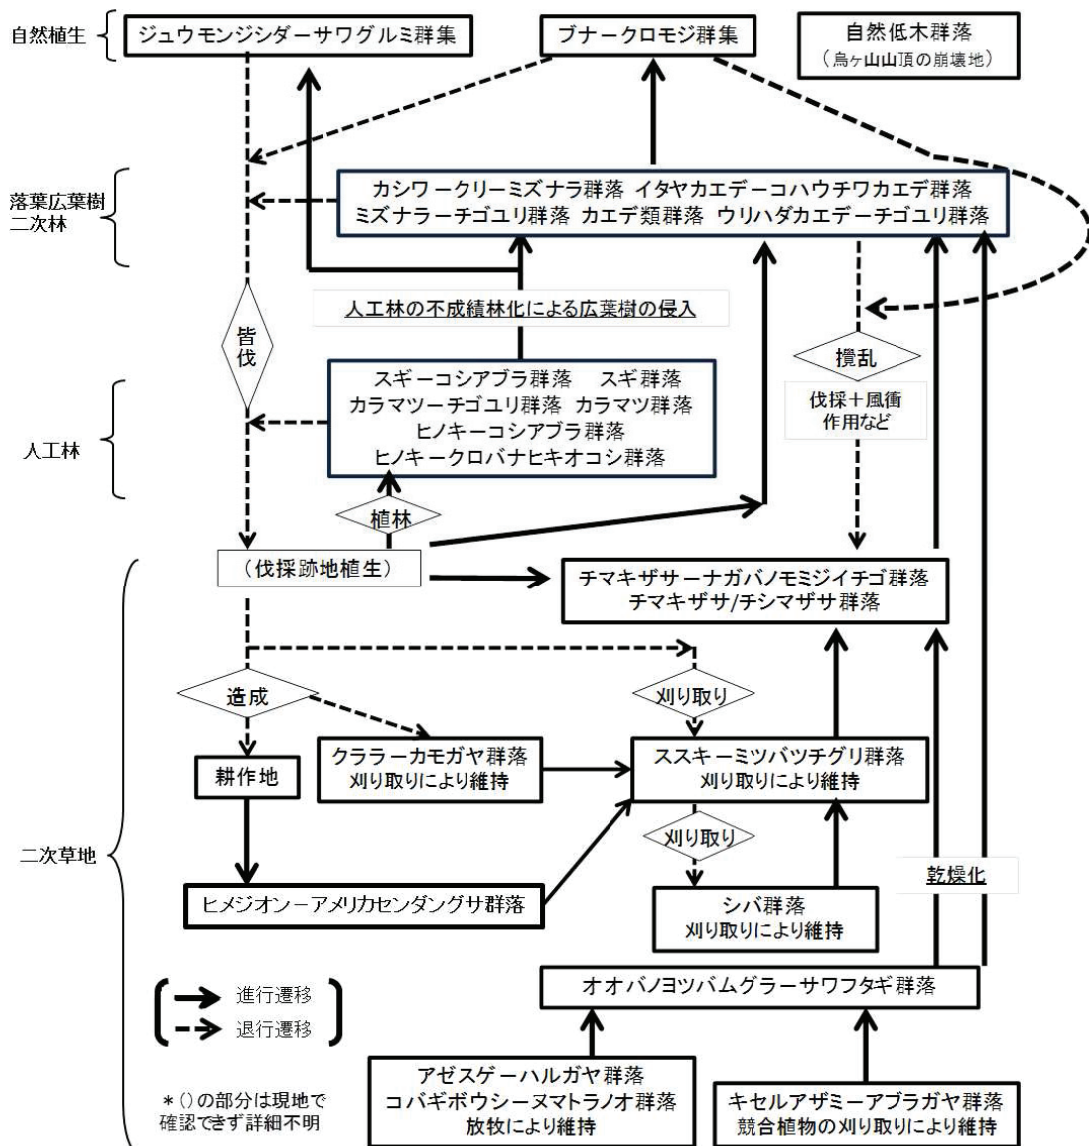 自然植生
ジュウモンジシダーサワグルミ群集
ブナークロモジ群集
自然低木群落
(烏ヶ山山頂の崩壊地)
落葉広葉樹
二次林
カシワークリーミズナラ群落 イタヤカエデーコハウチワカエデ群落
ミズナラーチゴユリ群落 カエデ類群落 ウリハダカエデーチゴユリ群落
人工林の不成績林化による広葉樹の侵入
皆伐
攪乱
伐採+風衝
作用など
人工林
スギーコシアブラ群落 スギ群落
カラマツーチゴユリ群落 カラマツ群落
ヒノキーコシアブラ群落
ヒノキークロバナヒキオコシ群落
植林
(伐採跡地植生)
チマキザサーナガバノモミジイチゴ群落
チマキザサ/チシマザサ群落
造成
刈り取り
二次草地
耕作地
クララーカモガヤ群落
刈り取りにより維持
ススキーミツバツチグリ群落
刈り取りにより維持
刈り取り
乾燥化
ヒメジオンーアメリカセンダングサ群落
シバ群落
刈り取りにより維持
オオバノヨツバムグラーサワフタギ群落
進行遷移
退行遷移
アゼスゲーハルガヤ群落
コバギボウシーヌマトラノオ群落
放牧により維持
キセルアザミーアブラガヤ群落
競合植物の刈り取りにより維持
*()の部分は現地で
確認できず詳細不明